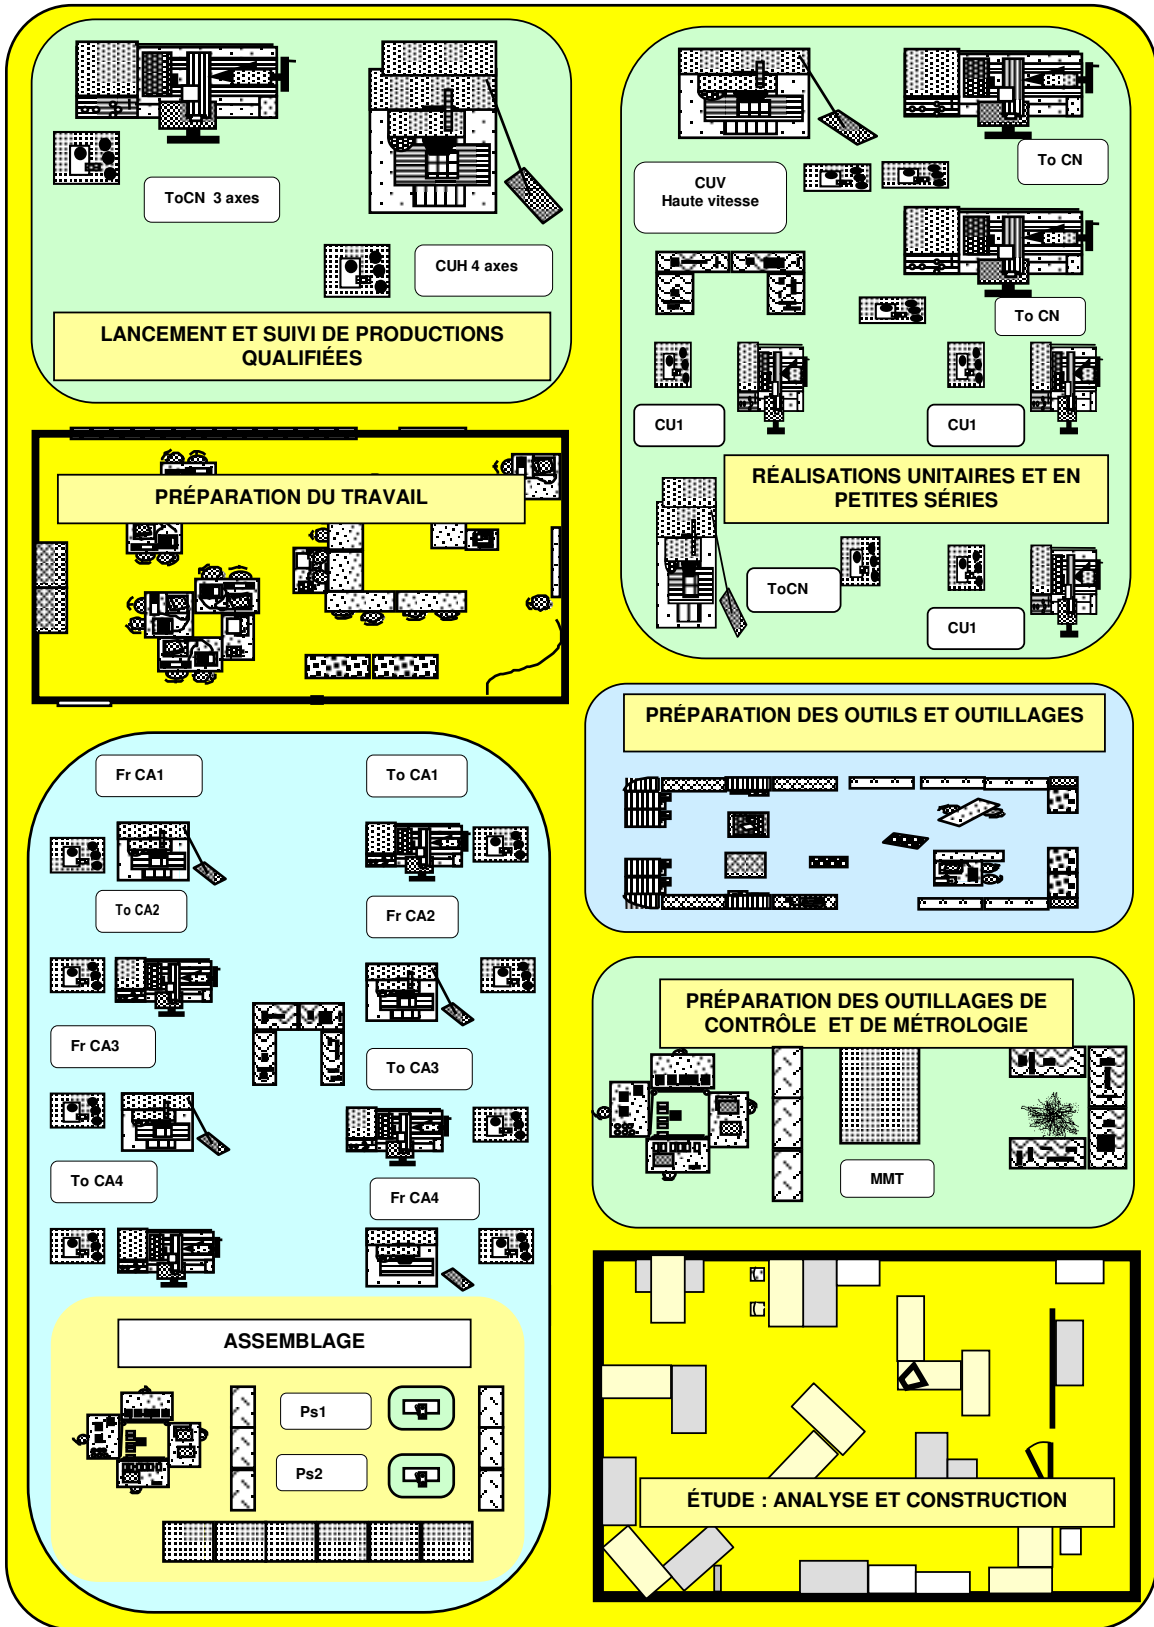 ToCN  3 axes
CUH 4 axes
LANCEMENT ET SUIVI DE PRODUCTIONS
QUALIFIÉES
To CN
CUV
Haute vitesse
To CN
CU1
CU1
RÉALISATIONS UNITAIRES ET EN
PETITES SÉRIES
ToCN
CU1
PRÉPARATION DU TRAVAIL
PRÉPARATION DES OUTILS ET OUTILLAGES
Fr CA1
To CA1
To CA2
Fr CA2
Fr CA3
To CA3
To CA4
Fr CA4
PRÉPARATION DES OUTILLAGES DE
CONTRÔLE  ET DE MÉTROLOGIE
MMT
ASSEMBLAGE
Ps1
Ps2
ÉTUDE : ANALYSE ET CONSTRUCTION